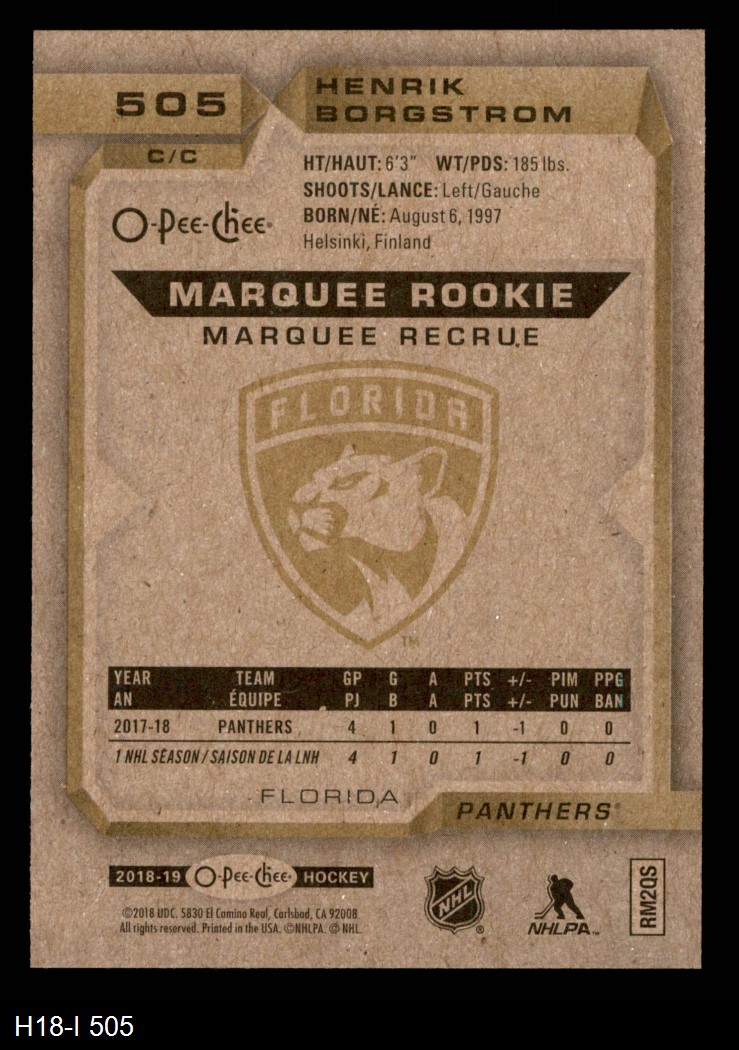 505
HENRIK
BORGSTROM
C/C
HT/HAUT: 6'3" WT/PDS: 185 lbs.
SHOOTS/LANCE: Left/Gauche
BORN/NÉ: August 6, 1997
Helsinki, Finland
O-Pee-Chee®
MARQUEE ROOKIE
MARQUEE RECRUE
FLORIDA
TM
YEAR TEAM GP G A PTS +/- PIM PPG
AN ÉQUIPE PJ B A PTS +/- PUN BAN
2017-18 PANTHERS 4 1 0 1 -1 0 0
1 NHL SEASON / SAISON DE LA LNH 4 1 0 1 -1 0 0
FLORIDA
PANTHERS®
2018-19 O-Pee-Chee HOCKEY
©2018 UDC. 5830 El Camino Real, Carlsbad, CA 92008.
All rights reserved. Printed in the USA. ©NHLPA. © NHL.
NHL ®
NHLPA™
RM2QS
H18-I 505